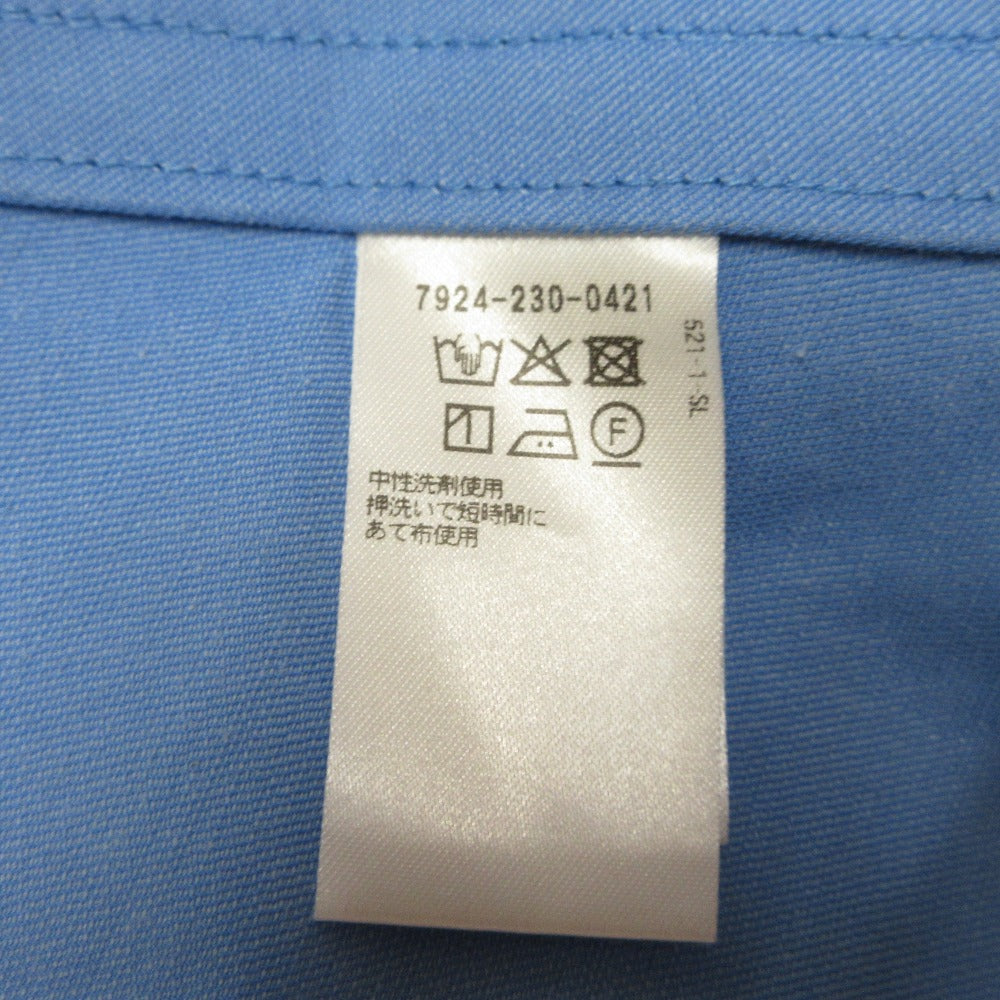 7924-230-0421
521-1-SL
F
中性洗剤使用
押洗いで短時間に
あて布使用